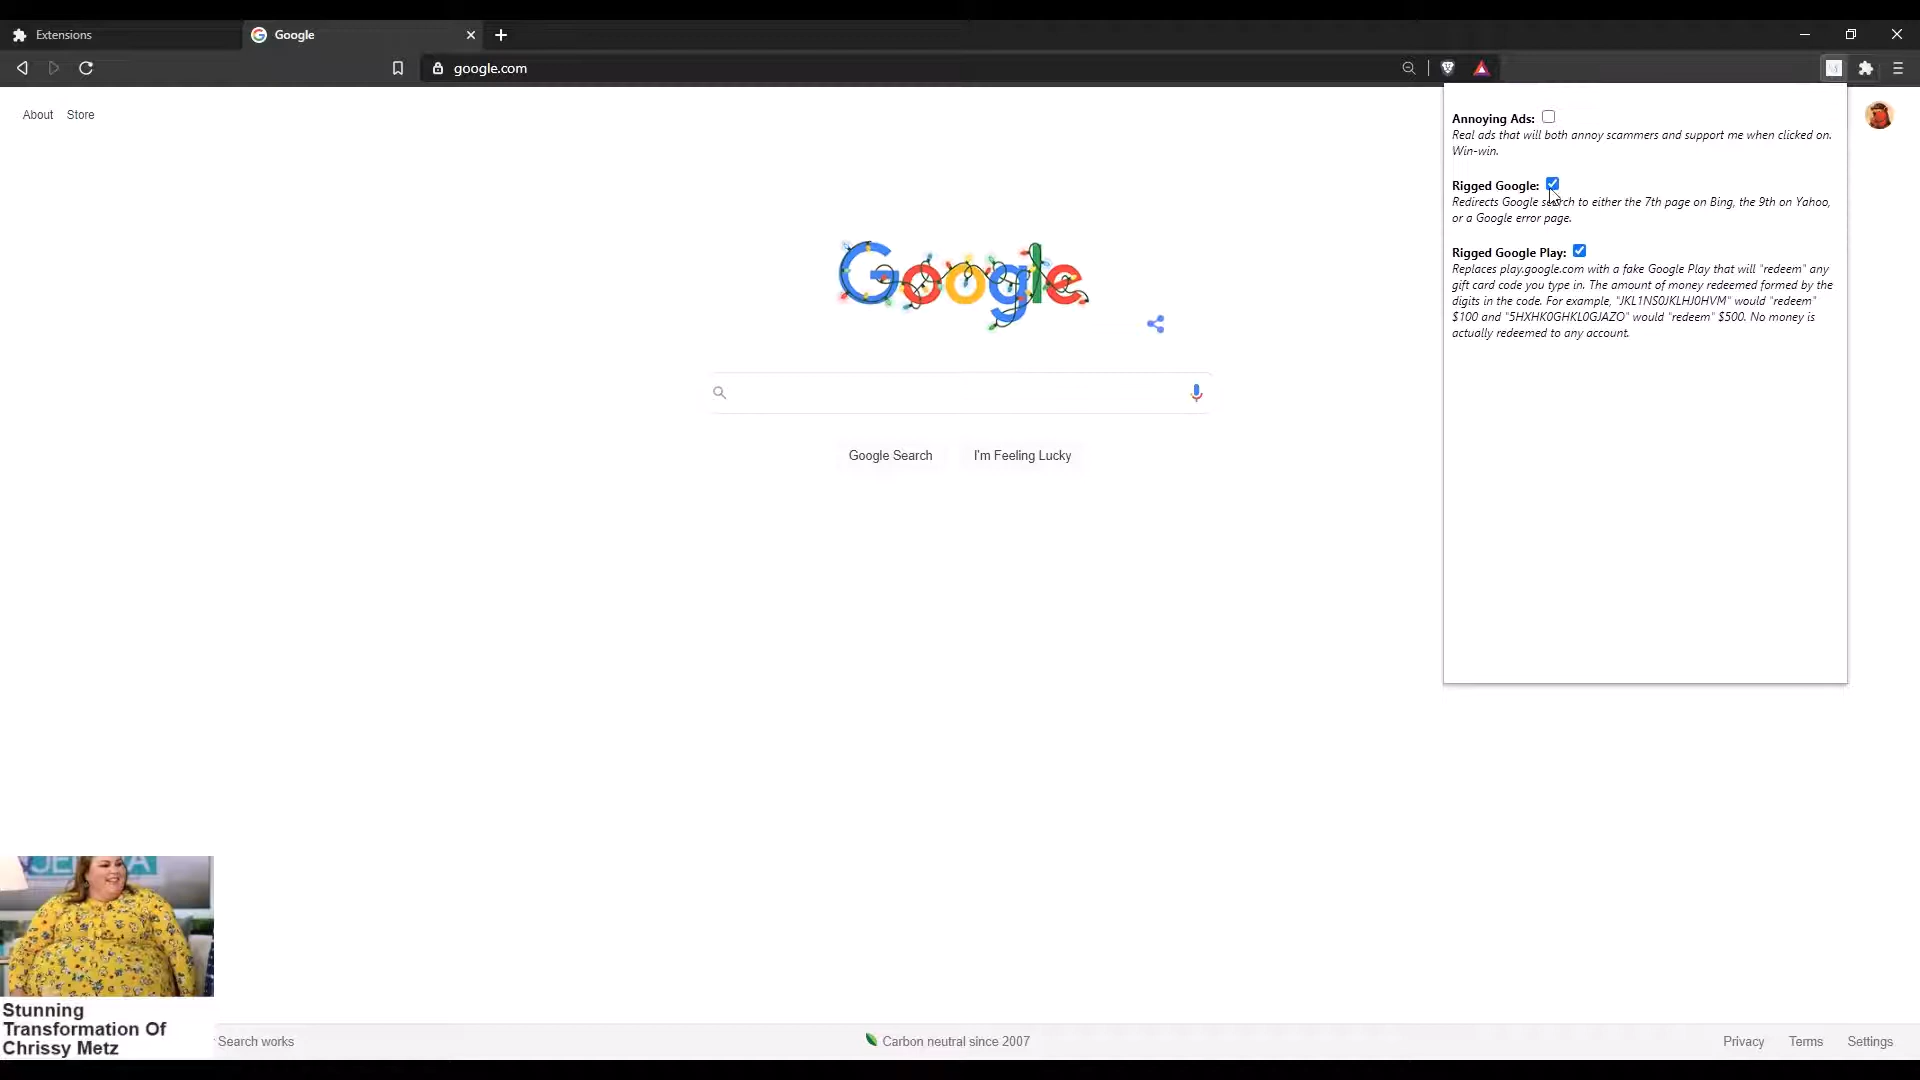 Extensions
Google
google.com
About
Store
Annoying Ads:
Real ads that will both annoy scammers and support me when clicked on.
Win-win.
Rigged Google:
Redirects Google search to either the 7th page on Bing, the 9th on Yahoo,
or a Google error page.
Rigged Google Play:
Replaces play.google.com with a fake Google Play that will "redeem" any
gift card code you type in. The amount of money redeemed formed by the
digits in the code. For example, "JKL1NS0JKLHJ0HVM" would "redeem"
$100 and "5HXHK0GHKL0GJAZO" would "redeem" $500. No money is
actually redeemed to any account.
Google
Google Search
I'm Feeling Lucky
Stunning
Transformation Of
Chrissy Metz
Search works
Carbon neutral since 2007
Privacy
Terms
Settings